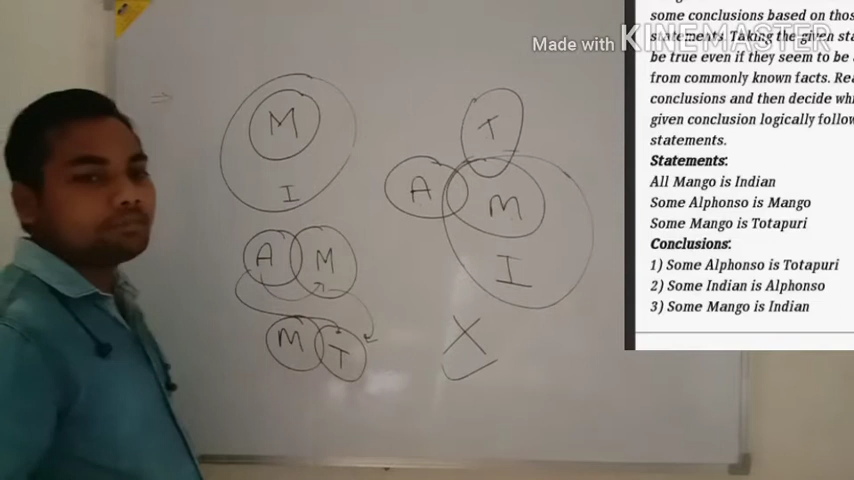 Made with KINEMASTER
some conclusions based on thos
statements. Taking the given sta
be true even if they seem to be
from commonly known facts. Rea
conclusions and then decide wh
given conclusion logically follow
statements.
Statements:
All Mango is Indian
Some Alphonso is Mango
Some Mango is Totapuri
Conclusions:
1) Some Alphonso is Totapuri
2) Some Indian is Alphonso
3) Some Mango is Indian
M
I
A M
M T
T
A M
I
X